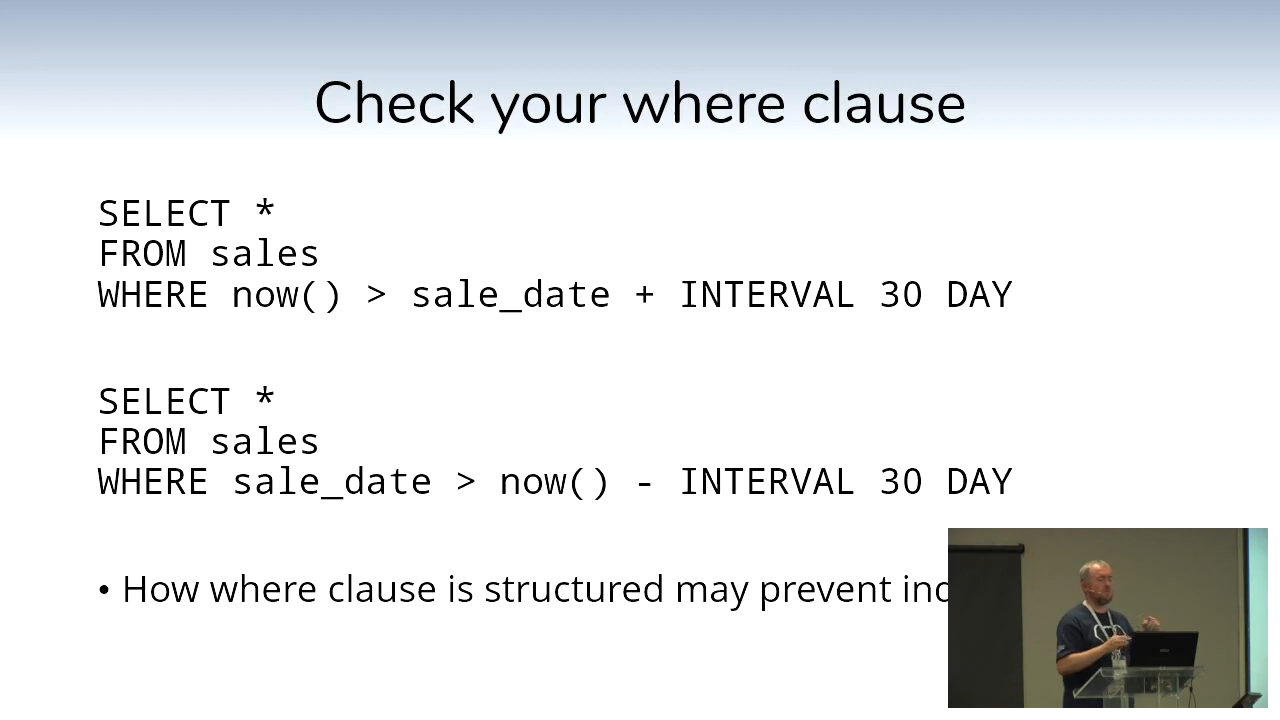 Check your where clause
SELECT *
FROM sales
WHERE now() > sale_date + INTERVAL 30 DAY
SELECT *
FROM sales
WHERE sale_date > now() - INTERVAL 30 DAY
• How where clause is structured may prevent